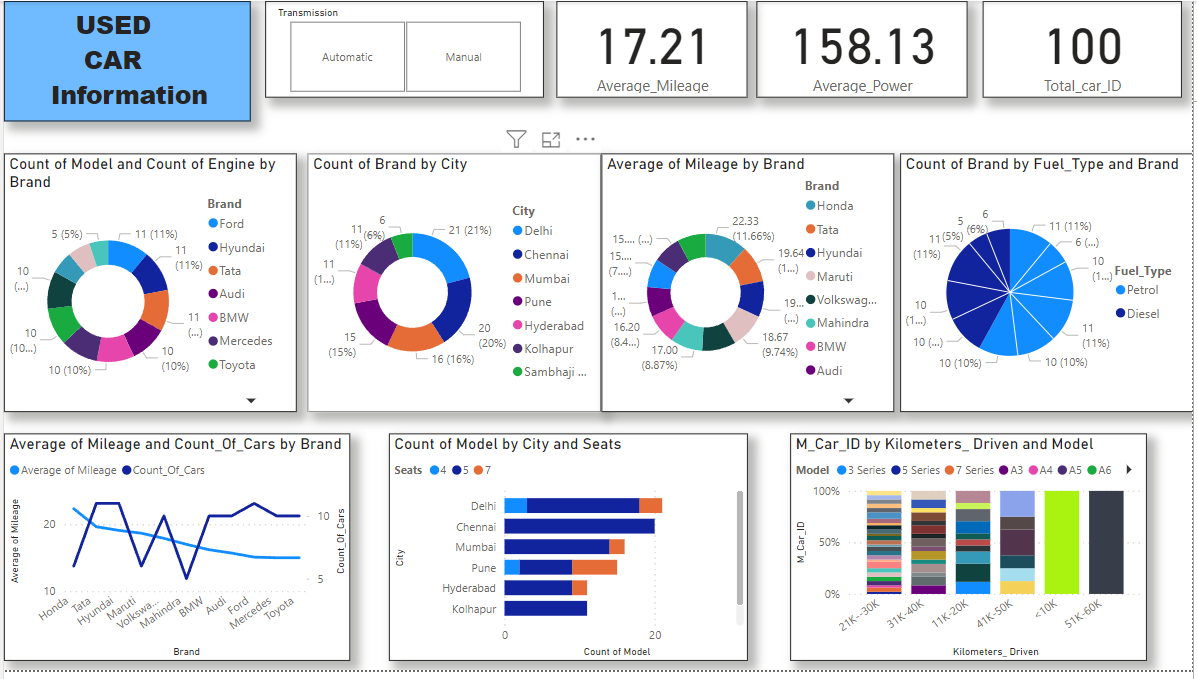 USED
CAR
Information
Transmission
Automatic
Manual
17.21
Average_Mileage
158.13
Average_Power
100
Total_car_ID
Count of Model and Count of Engine by
Brand
11 (11%)
11
(11%)
11
(...)
10
(10%)
10 (10%)
10
(10...)
10
(...)
5 (5%)
Brand
Ford
Hyundai
Tata
Audi
BMW
Mercedes
Toyota
Count of Brand by City
21 (21%)
20
(20%)
16 (16%)
15
(15%)
11
(1...)
11
(11%)
6
(6%)
City
Delhi
Chennai
Mumbai
Pune
Hyderabad
Kolhapur
Sambhaji ...
Average of Mileage by Brand
22.33
(11.66%)
19.64
(1...)
19...
(...)
18.67
(9.74%)
17.00
(8.87%)
16.20
(8.4...)
1...
(...)
15...
(7....)
15.... (...)
Brand
Honda
Tata
Hyundai
Maruti
Volkswag...
Mahindra
BMW
Audi
Count of Brand by Fuel_Type and Brand
11 (11%)
6 (...)
10
(1...)
11
(11%)
10 (10%)
10 (10%)
10 (...)
10
(1...)
11
(11%)
5
(5%)
6
(6%)
Fuel_Type
Petrol
Diesel
Average of Mileage and Count_Of_Cars by Brand
Average of Mileage
Count_Of_Cars
Average of Mileage
20
10
Count_Of_Cars
10
5
Honda
Tata
Hyundai
Maruti
Volkswa...
Mahindra
BMW
Audi
Ford
Mercedes
Toyota
Brand
Count of Model by City and Seats
Seats 4 5 7
City
Delhi
Chennai
Mumbai
Pune
Hyderabad
Kolhapur
0
20
Count of Model
M_Car_ID by Kilometers_ Driven and Model
Model 3 Series 5 Series 7 Series A3 A4 A5 A6
M_Car_ID
100%
50%
0%
21K--30K
31K-40K
11K-20K
41K-50K
<10K
51K-60K
Kilometers_ Driven